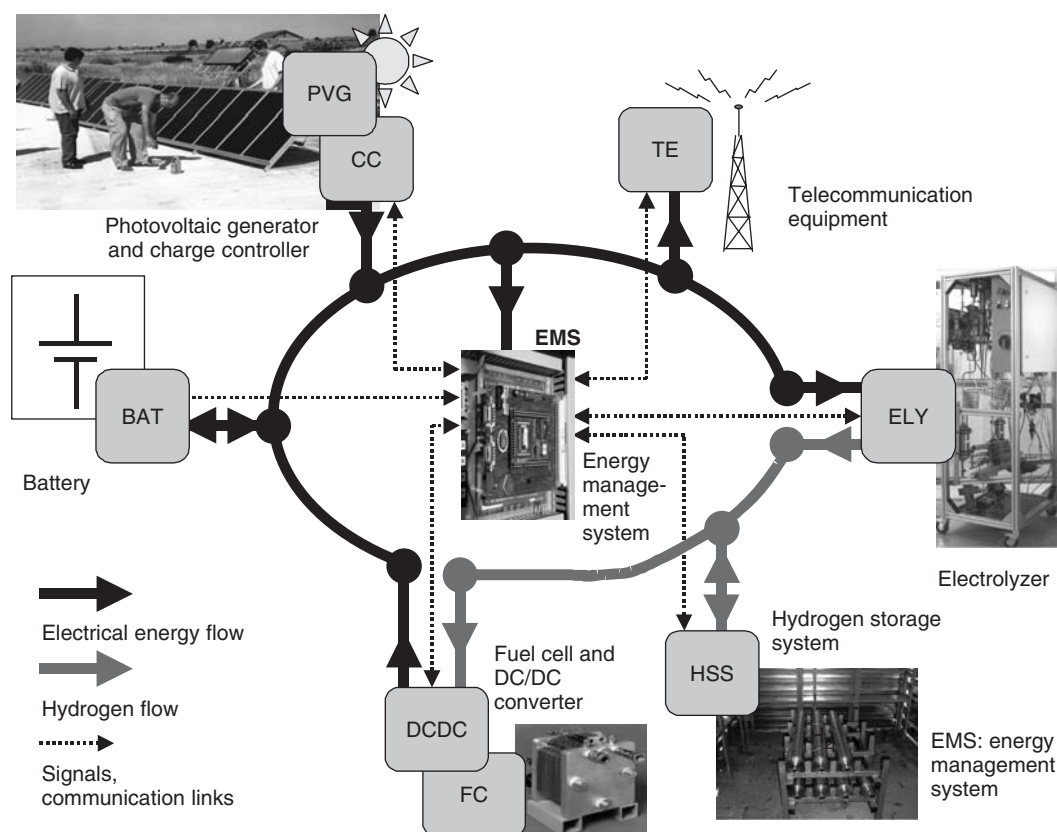 PVG
CC
TE
Photovoltaic generator
and charge controller
Telecommunication
equipment
EMS
BAT
ELY
Battery
Energy
manage-
ment
system
Electrolyzer
Electrical energy flow
Hydrogen flow
Signals,
communication links
Fuel cell and
DC/DC
converter
DCDC
FC
Hydrogen storage
system
HSS
EMS: energy
management
system